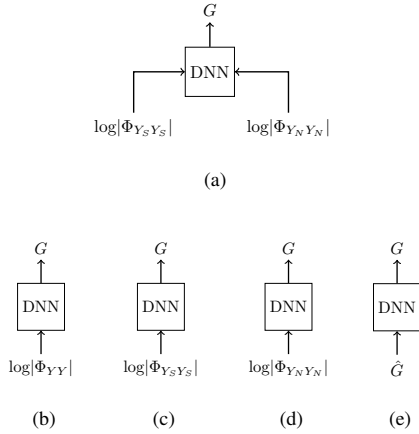 G
DNN
log|Φ_{Y_S Y_S}| log|Φ_{Y_N Y_N}|
(a)
G G G G
DNN DNN DNN DNN
log|Φ_{Y Y}| log|Φ_{Y_S Y_S}| log|Φ_{Y_N Y_N}| Ĝ
(b) (c) (d) (e)